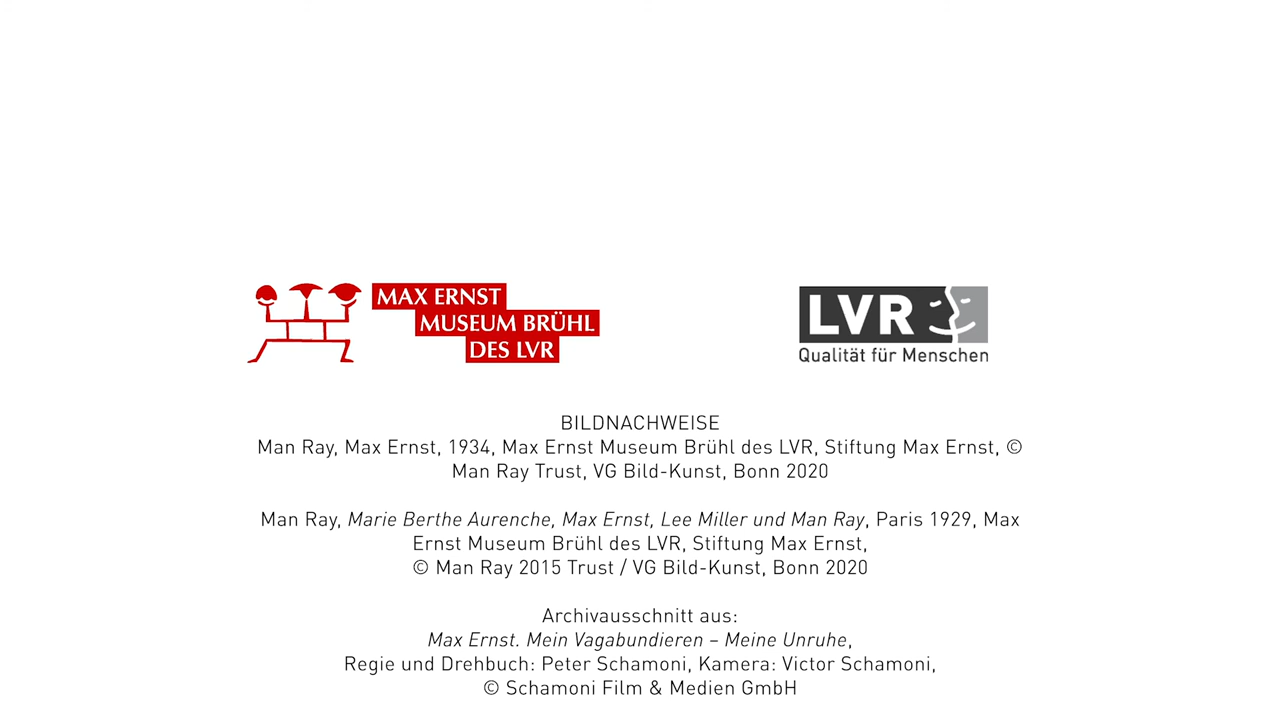 MAX ERNST
MUSEUM BRÜHL
DES LVR
LVR
Qualität für Menschen
BILDNACHWEISE
Man Ray, Max Ernst, 1934, Max Ernst Museum Brühl des LVR, Stiftung Max Ernst, ©
Man Ray Trust, VG Bild-Kunst, Bonn 2020
Man Ray, Marie Berthe Aurenche, Max Ernst, Lee Miller und Man Ray, Paris 1929, Max
Ernst Museum Brühl des LVR, Stiftung Max Ernst,
© Man Ray 2015 Trust / VG Bild-Kunst, Bonn 2020
Archivausschnitt aus:
Max Ernst. Mein Vagabundieren – Meine Unruhe,
Regie und Drehbuch: Peter Schamoni, Kamera: Victor Schamoni,
© Schamoni Film & Medien GmbH